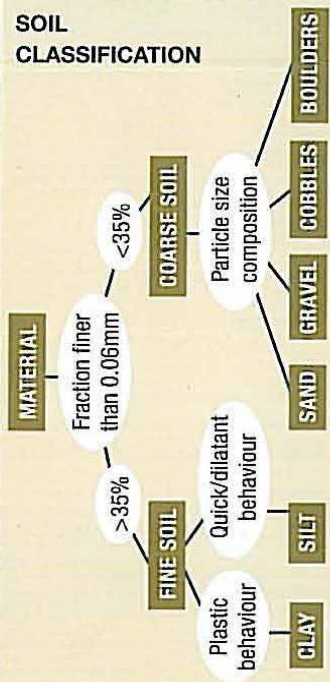 SOIL
CLASSIFICATION
MATERIAL
Fraction finer
than 0.06mm
>35%
<35%
FINE SOIL
COARSE SOIL
Plastic
behaviour
Quick/dilatant
behaviour
Particle size
composition
CLAY
SILT
SAND
GRAVEL
COBBLES
BOULDERS